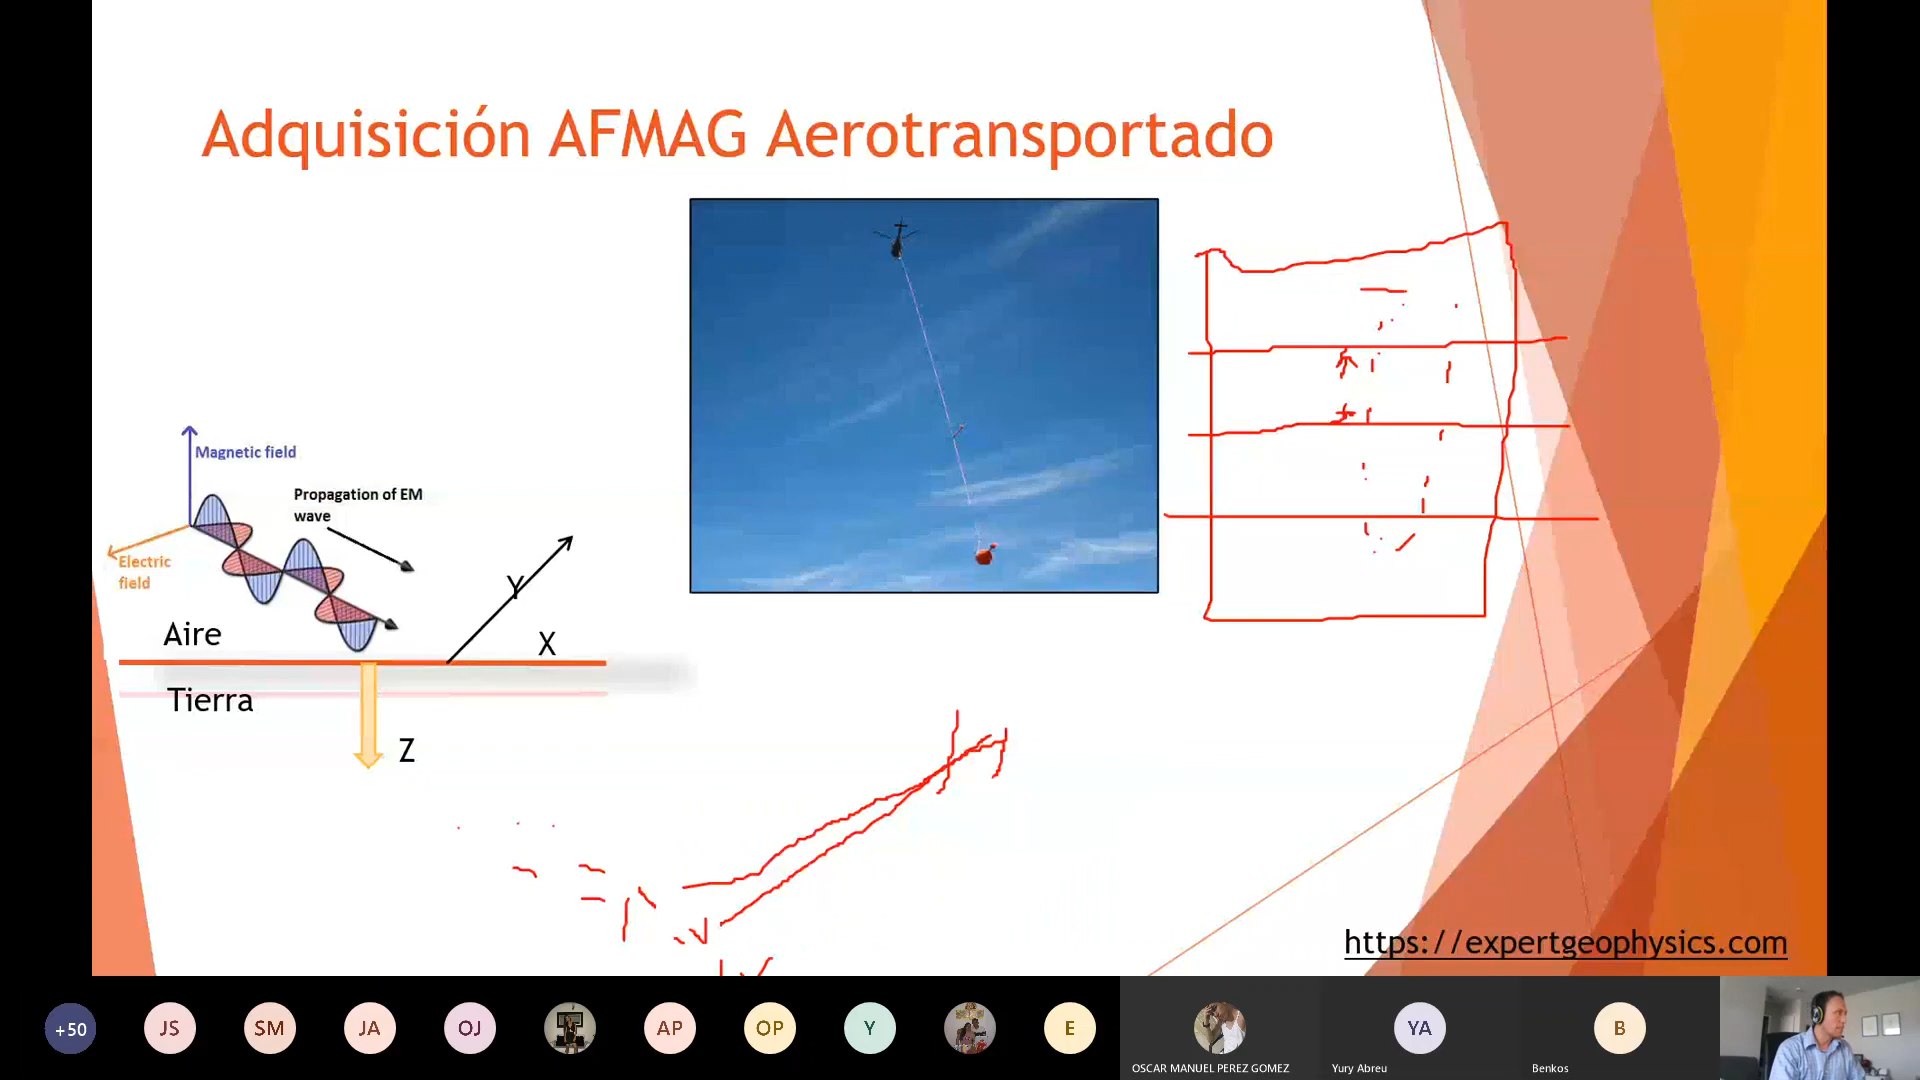 Adquisición AFMAG Aerotransportado
Magnetic field
Propagation of EM
wave
Electric
field
Y
Aire
X
Tierra
Z
https://expertgeophysics.com
+50
JS
SM
JA
OJ
AP
OP
Y
E
YA
B
OSCAR MANUEL PEREZ GOMEZ
Yury Abreu
Benkos